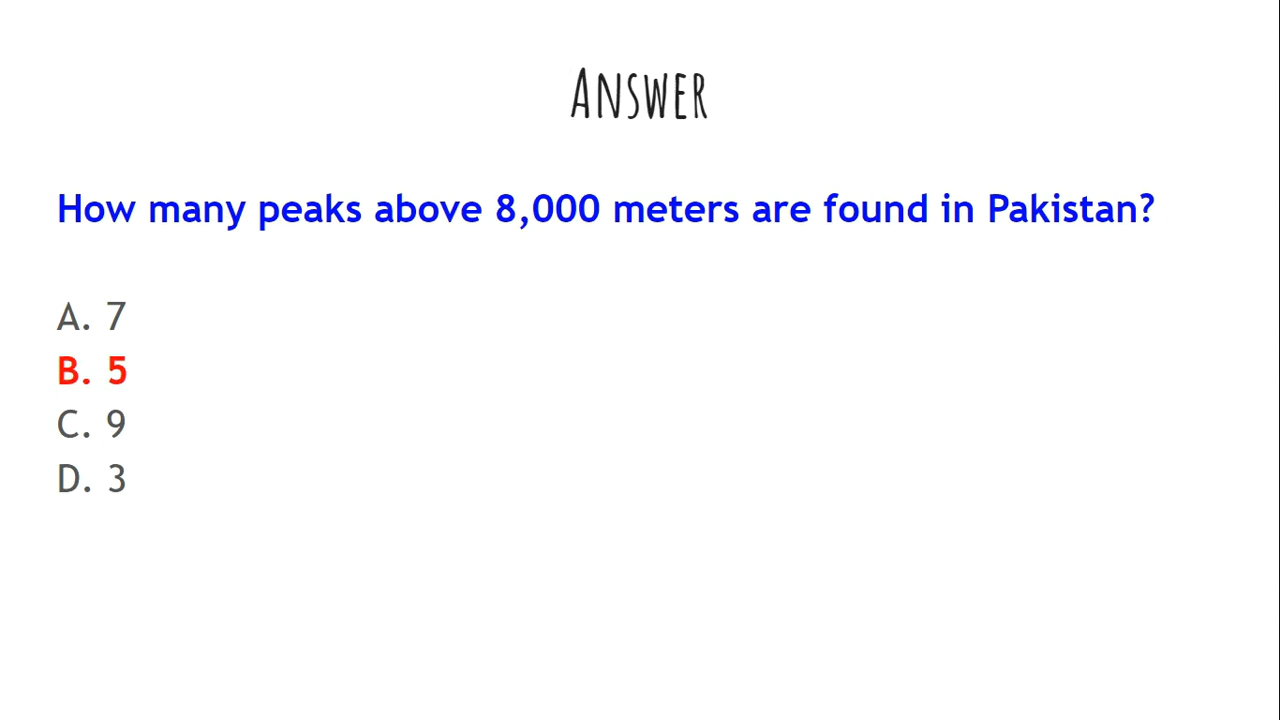 Answer
How many peaks above 8,000 meters are found in Pakistan?
A. 7
B. 5
C. 9
D. 3